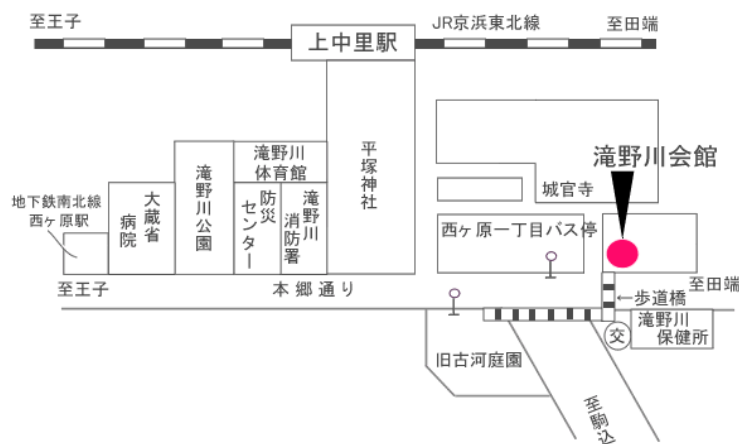 至王子
JR京浜東北線
至田端
上中里駅
滝野川会館
城官寺
平塚神社
滝野川
体育館
滝野川公園
防災
センター
滝野川
消防署
大蔵省
病院
地下鉄南北線
西ヶ原駅
西ヶ原一丁目バス停
至王子
本郷通り
至田端
←歩道橋
交
滝野川
保健所
旧古河庭園
至駒込